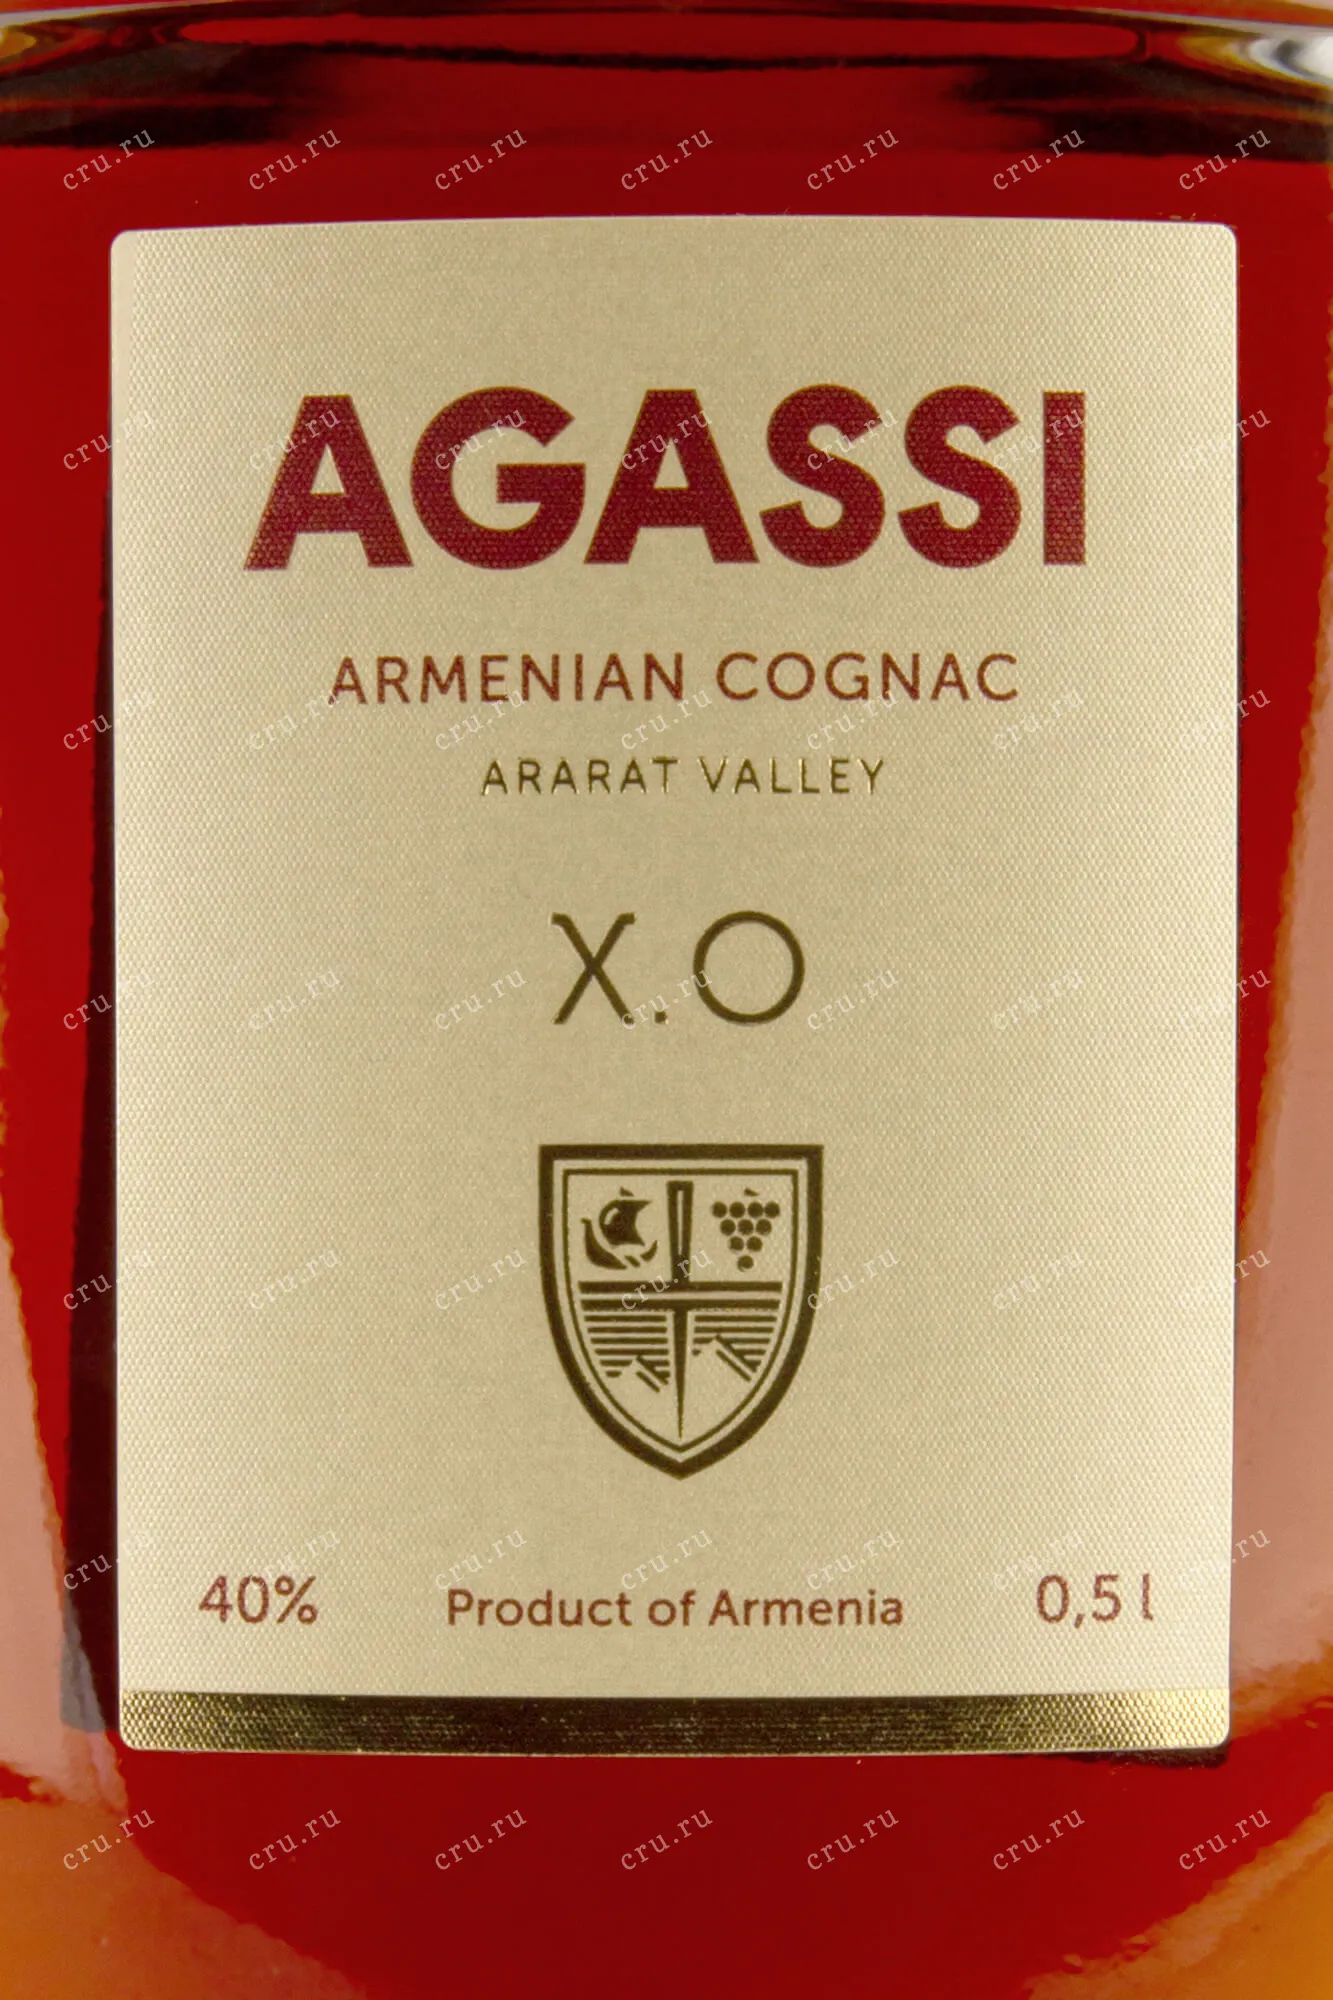 AGASSI
ARMENIAN COGNAC
ARARAT VALLEY
X.O
40% Product of Armenia 0,5 l
cru.ru